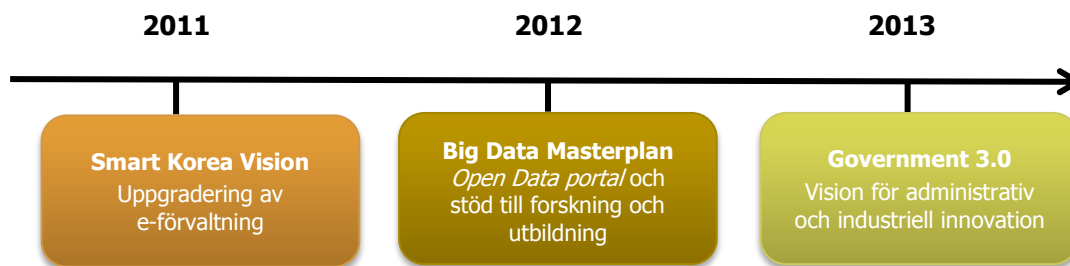 2011
2012
2013
Smart Korea Vision
Uppgradering av
e-förvaltning
Big Data Masterplan
Open Data portal och
stöd till forskning och
utbildning
Government 3.0
Vision för administrativ
och industriell innovation